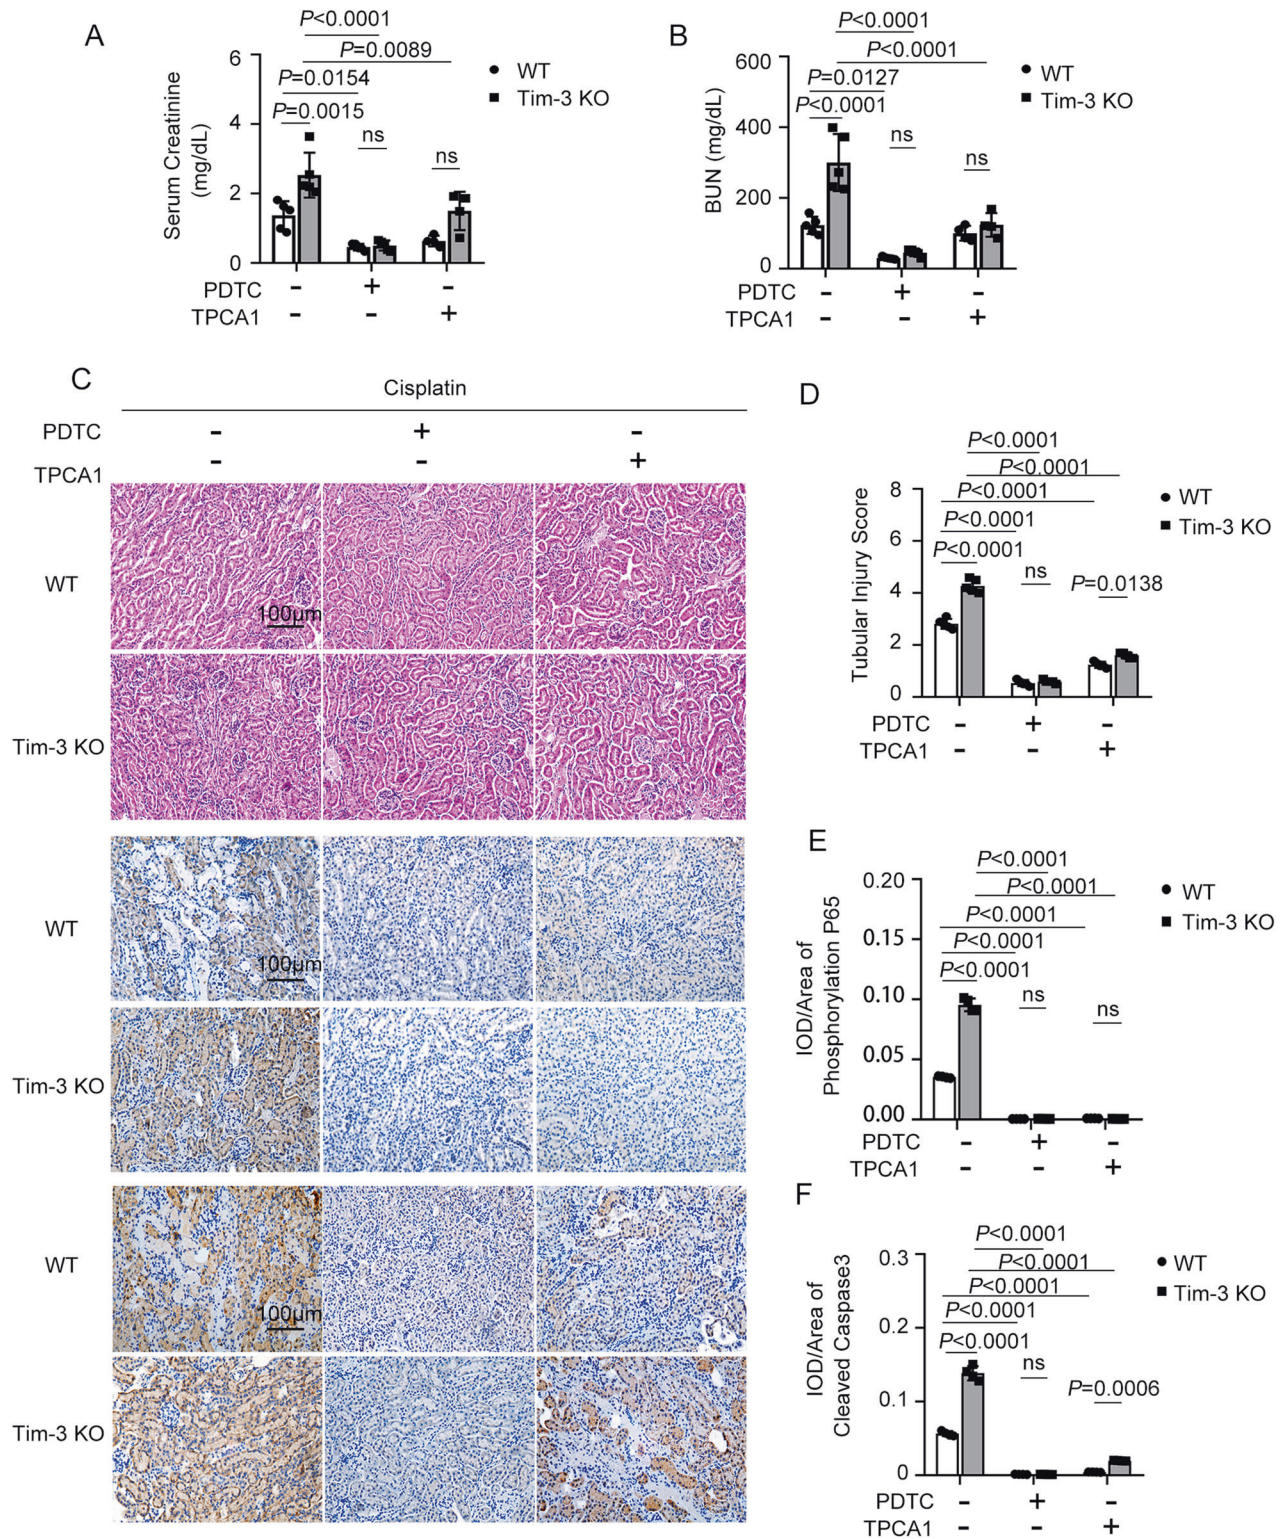 A
P<0.0001
P=0.0089
P=0.0154
P=0.0015
ns
ns
WT
Tim-3 KO
Serum Creatinine
(mg/dL)
6
4
2
0
PDTC - + -
TPCA1 - - +
B
P<0.0001
P<0.0001
P=0.0127
P<0.0001
ns
ns
WT
Tim-3 KO
BUN (mg/dL)
600
400
200
0
PDTC - + -
TPCA1 - - +
C
Cisplatin
PDTC - + -
TPCA1 - - +
WT
100μm
Tim-3 KO
WT
100μm
Tim-3 KO
WT
100μm
Tim-3 KO
D
P<0.0001
P<0.0001
P<0.0001
P<0.0001
P<0.0001
ns
P=0.0138
WT
Tim-3 KO
Tubular Injury Score
8
6
4
2
0
PDTC - + -
TPCA1 - - +
E
P<0.0001
P<0.0001
P<0.0001
P<0.0001
P<0.0001
ns
ns
WT
Tim-3 KO
IOD/Area of
Phosphorylation P65
0.20
0.15
0.10
0.05
0.00
PDTC - + -
TPCA1 - - +
F
P<0.0001
P<0.0001
P<0.0001
P<0.0001
P<0.0001
ns
P=0.0006
WT
Tim-3 KO
IOD/Area of
Cleaved Caspase3
0.3
0.2
0.1
0
PDTC - + -
TPCA1 - - +